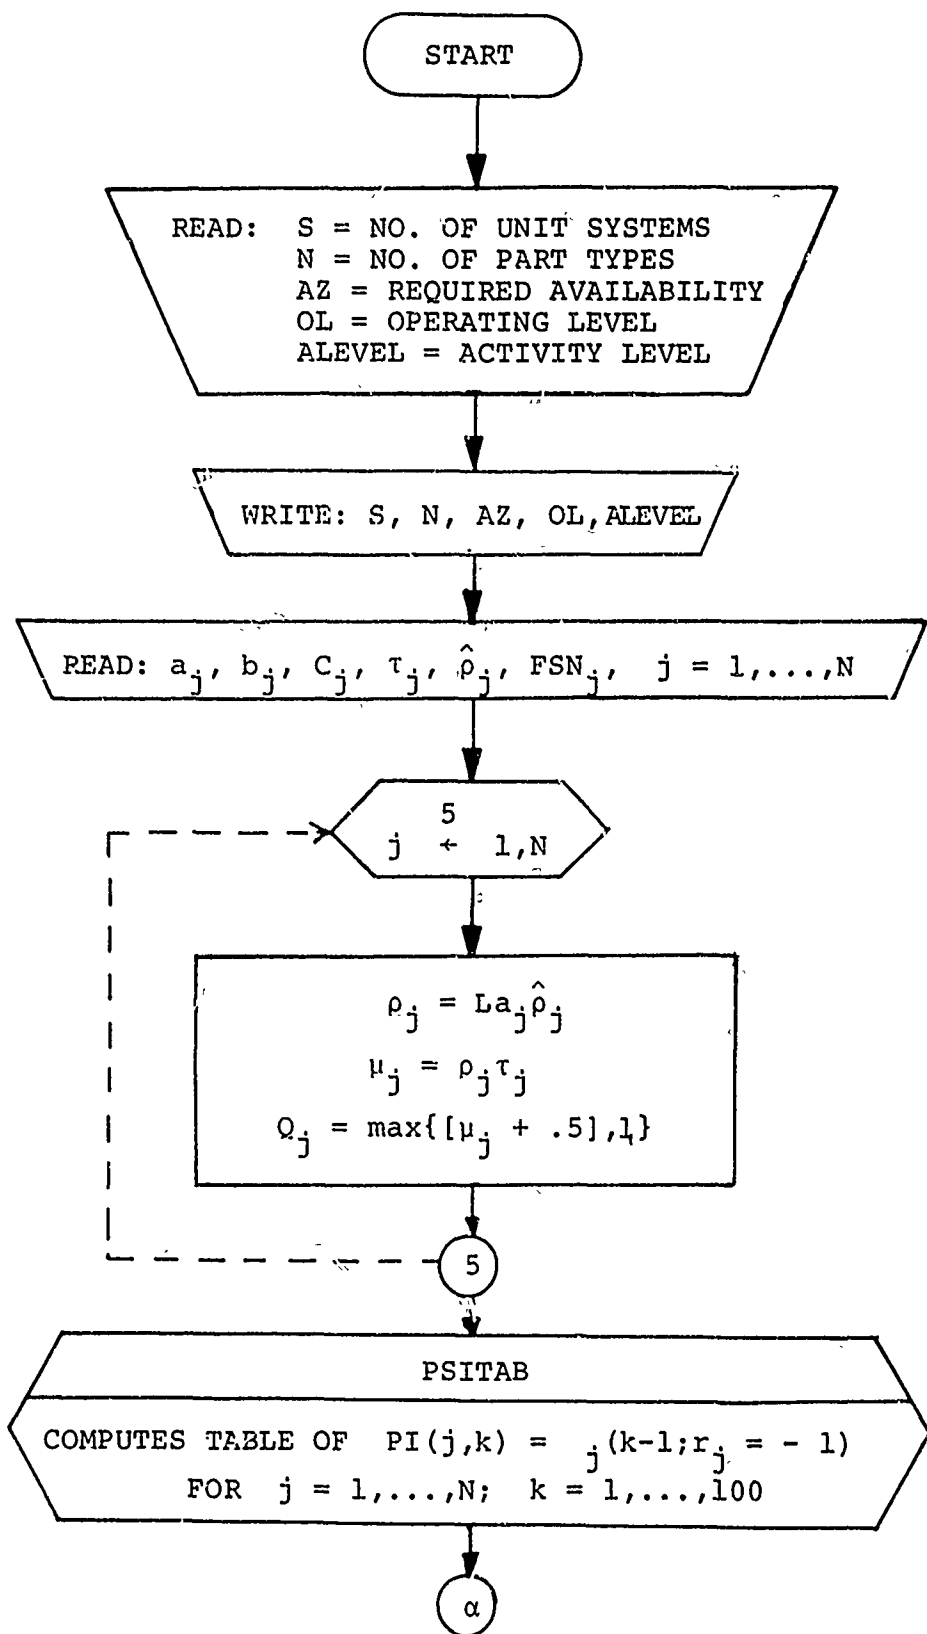 START
READ: S = NO. OF UNIT SYSTEMS
N = NO. OF PART TYPES
AZ = REQUIRED AVAILABILITY
OL = OPERATING LEVEL
ALEVEL = ACTIVITY LEVEL
WRITE: S, N, AZ, OL, ALEVEL
READ: a_j, b_j, C_j, τ_j, ρ̂_j, FSN_j, j = 1,...,N
5
j ← 1,N
ρ_j = La_jρ̂_j
μ_j = ρ_jτ_j
Q_j = max{[μ_j + .5],1}
5
PSITAB
COMPUTES TABLE OF PI(j,k) = _j(k-1;r_j = - 1)
FOR j = 1,...,N; k = 1,...,100
α